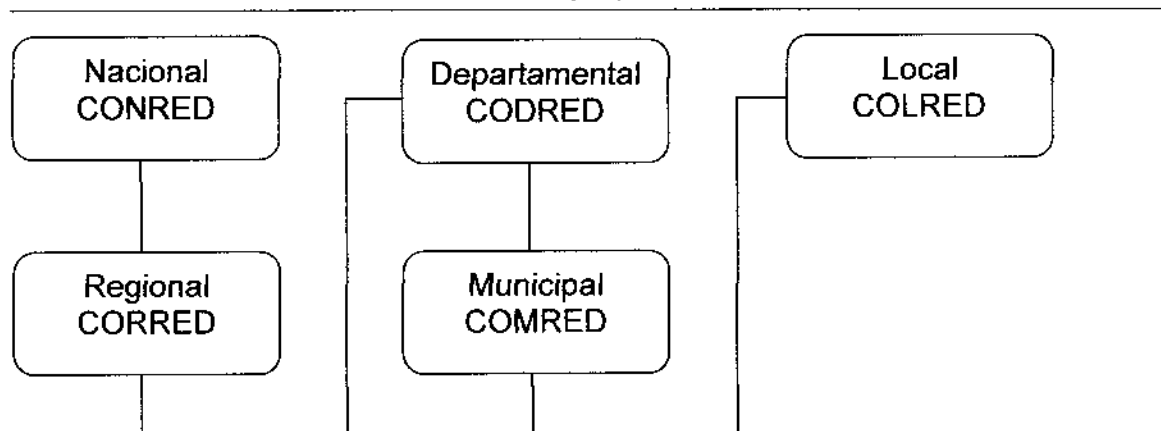 Nacional
CONRED
Departamental
CODRED
Local
COLRED
Regional
CORRED
Municipal
COMRED